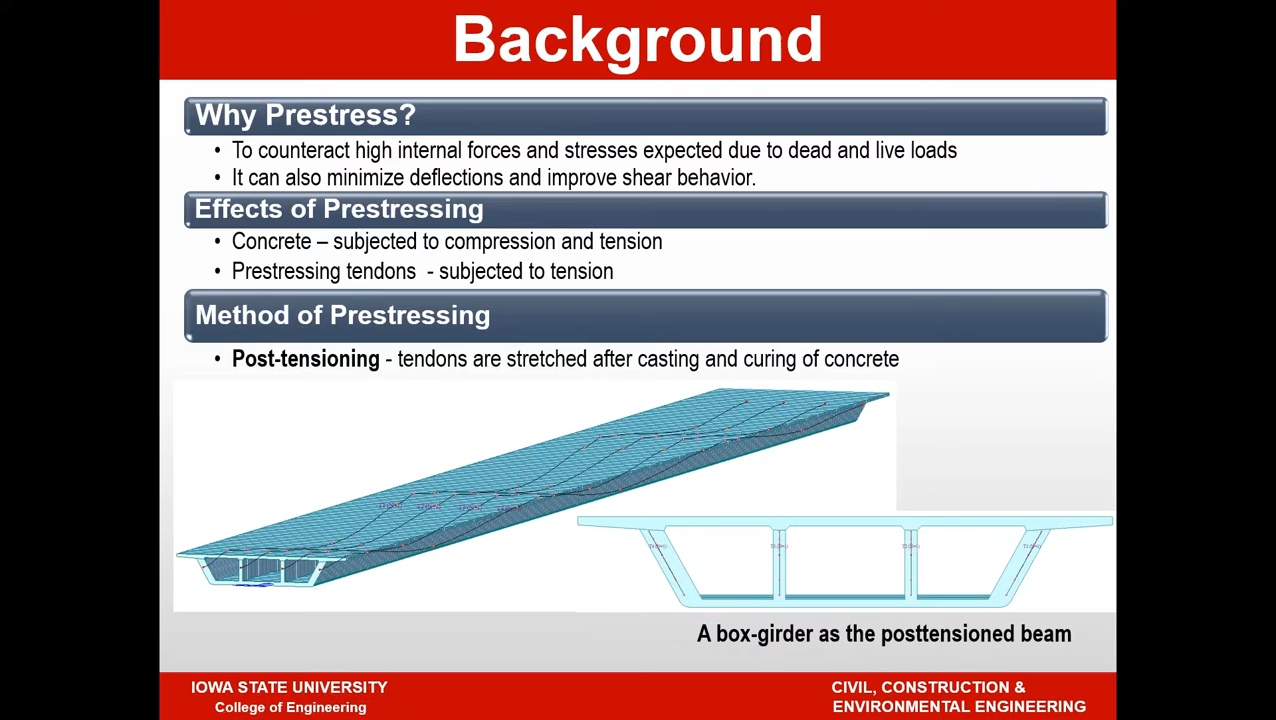 Background
Why Prestress?
• To counteract high internal forces and stresses expected due to dead and live loads
• It can also minimize deflections and improve shear behavior.
Effects of Prestressing
• Concrete – subjected to compression and tension
• Prestressing tendons - subjected to tension
Method of Prestressing
• Post-tensioning - tendons are stretched after casting and curing of concrete
A box-girder as the posttensioned beam
IOWA STATE UNIVERSITY
College of Engineering
CIVIL, CONSTRUCTION &
ENVIRONMENTAL ENGINEERING